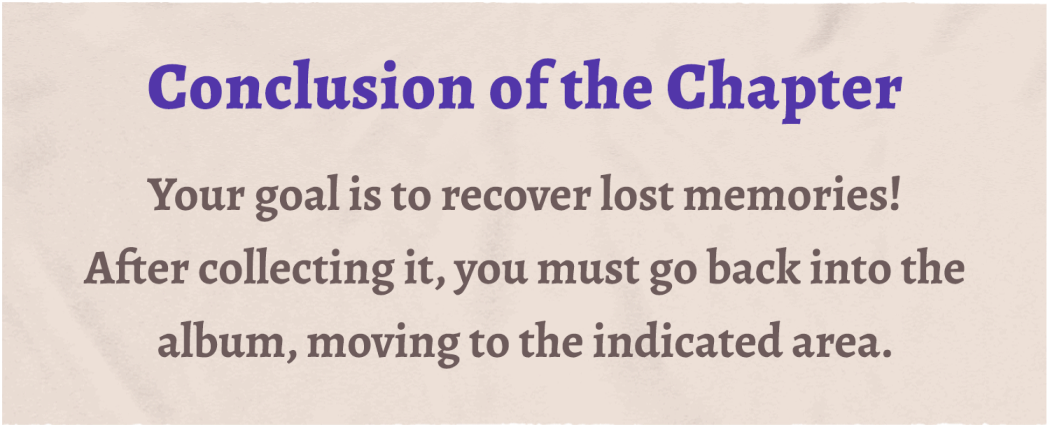 Conclusion of the Chapter
Your goal is to recover lost memories!
After collecting it, you must go back into the
album, moving to the indicated area.